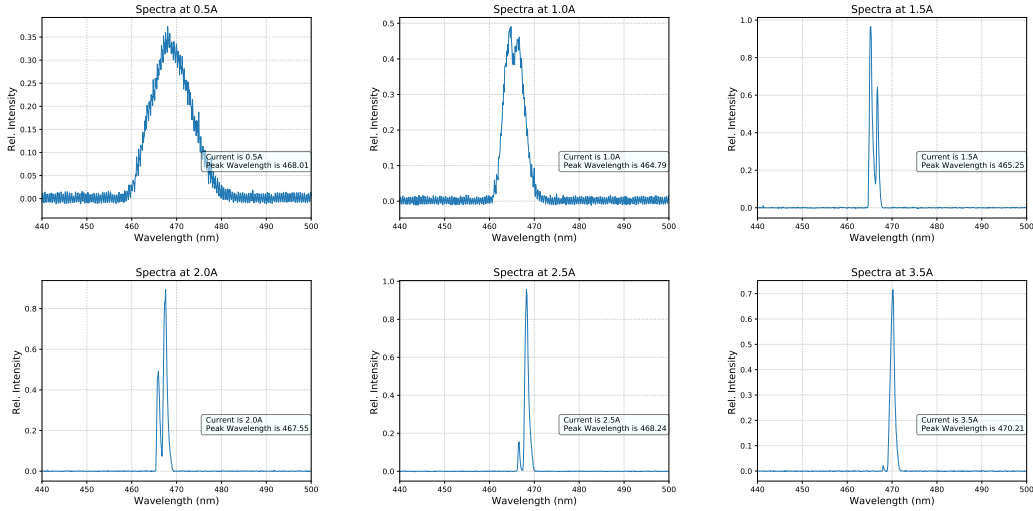 Spectra at 0.5A
Rel. Intensity
0.35
0.30
0.25
0.20
0.15
0.10
0.05
0.00
Current is 0.5A
Peak Wavelength is 468.01
440 450 460 470 480 490 500
Wavelength (nm)
Spectra at 1.0A
Rel. Intensity
0.5
0.4
0.3
0.2
0.1
0.0
Current is 1.0A
Peak Wavelength is 464.79
440 450 460 470 480 490 500
Wavelength (nm)
Spectra at 1.5A
Rel. Intensity
1.0
0.8
0.6
0.4
0.2
0.0
Current is 1.5A
Peak Wavelength is 465.25
440 450 460 470 480 490 500
Wavelength (nm)
Spectra at 2.0A
Rel. Intensity
0.8
0.6
0.4
0.2
0.0
Current is 2.0A
Peak Wavelength is 467.55
440 450 460 470 480 490 500
Wavelength (nm)
Spectra at 2.5A
Rel. Intensity
1.0
0.8
0.6
0.4
0.2
0.0
Current is 2.5A
Peak Wavelength is 468.24
440 450 460 470 480 490 500
Wavelength (nm)
Spectra at 3.5A
Rel. Intensity
0.7
0.6
0.5
0.4
0.3
0.2
0.1
0.0
Current is 3.5A
Peak Wavelength is 470.21
440 450 460 470 480 490 500
Wavelength (nm)